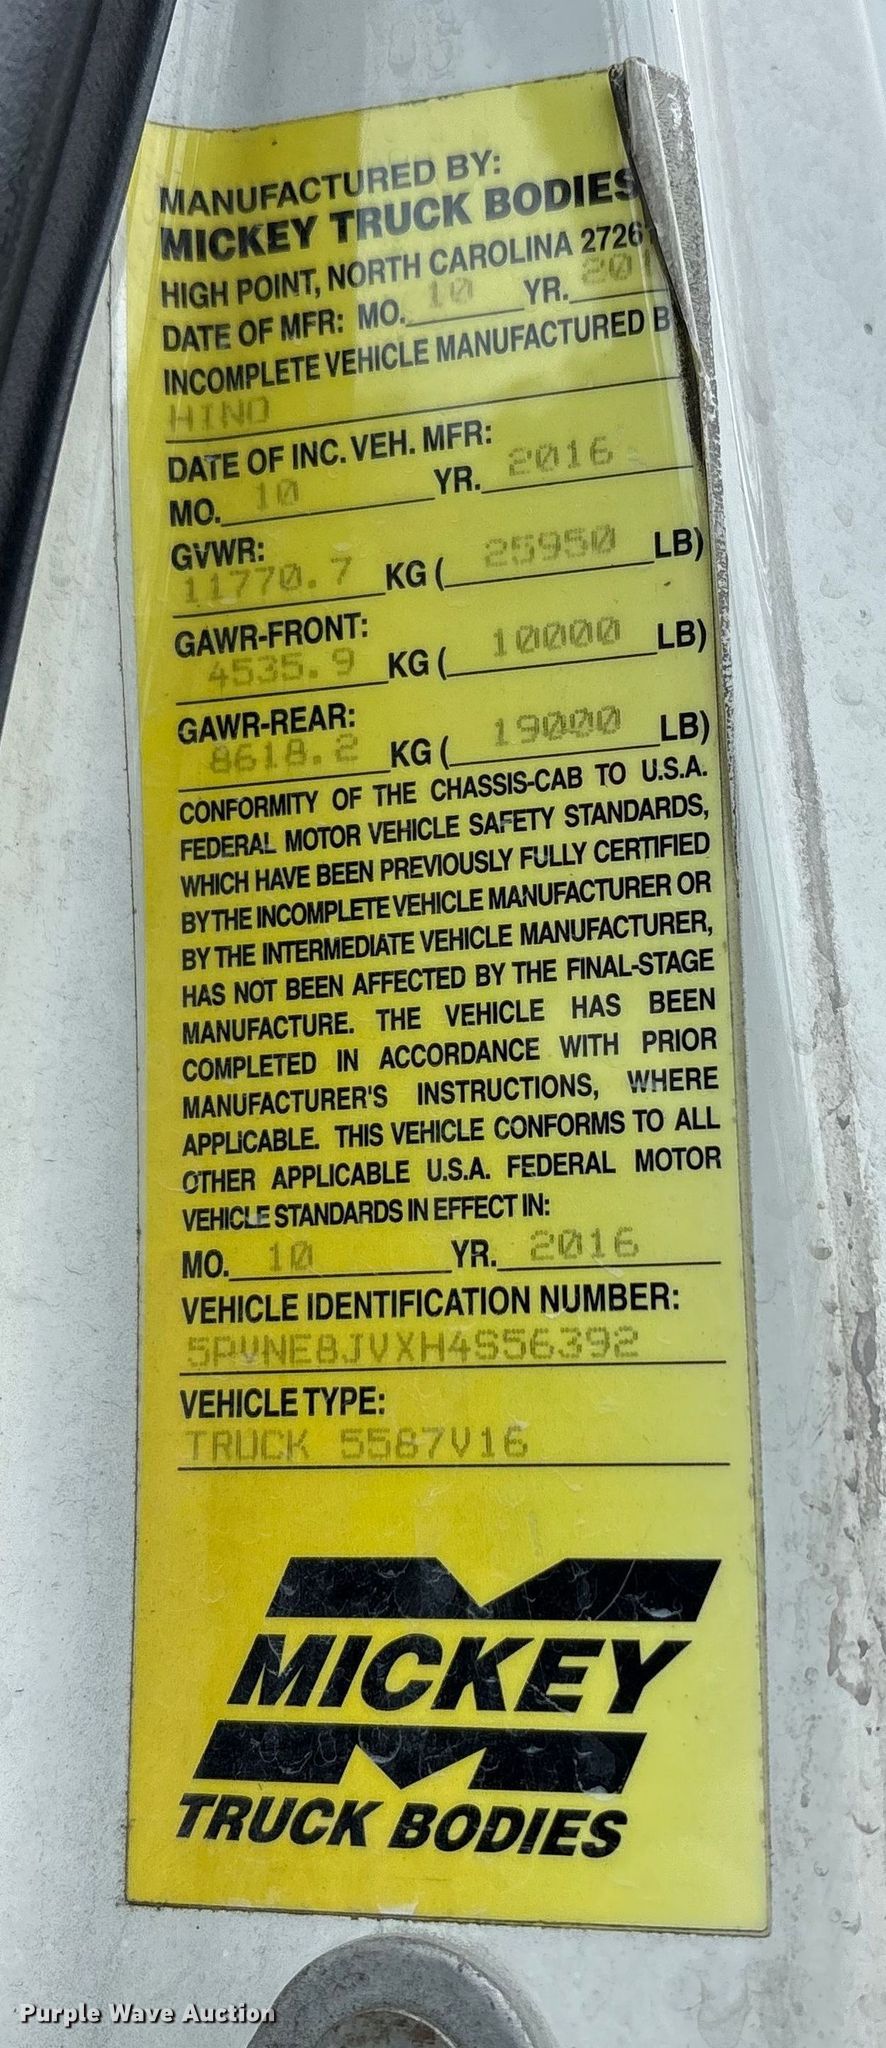 MANUFACTURED BY:
MICKEY TRUCK BODIES
HIGH POINT, NORTH CAROLINA 2726
DATE OF MFR: MO. 10 YR. 201
INCOMPLETE VEHICLE MANUFACTURED B
HINO
DATE OF INC. VEH. MFR:
MO. 10 YR. 2016
GVWR:
11770.7 KG ( 25950 LB)
GAWR-FRONT:
4535.9 KG ( 10000 LB)
GAWR-REAR:
8618.2 KG ( 19000 LB)
CONFORMITY OF THE CHASSIS-CAB TO U.S.A.
FEDERAL MOTOR VEHICLE SAFETY STANDARDS,
WHICH HAVE BEEN PREVIOUSLY FULLY CERTIFIED
BY THE INCOMPLETE VEHICLE MANUFACTURER OR
BY THE INTERMEDIATE VEHICLE MANUFACTURER,
HAS NOT BEEN AFFECTED BY THE FINAL-STAGE
MANUFACTURE. THE VEHICLE HAS BEEN
COMPLETED IN ACCORDANCE WITH PRIOR
MANUFACTURER'S INSTRUCTIONS, WHERE
APPLICABLE. THIS VEHICLE CONFORMS TO ALL
OTHER APPLICABLE U.S.A. FEDERAL MOTOR
VEHICLE STANDARDS IN EFFECT IN:
MO. 10 YR. 2016
VEHICLE IDENTIFICATION NUMBER:
5PVNE8JVXH4S56392
VEHICLE TYPE:
TRUCK 5587V16
MICKEY
TRUCK BODIES
Purple Wave Auction